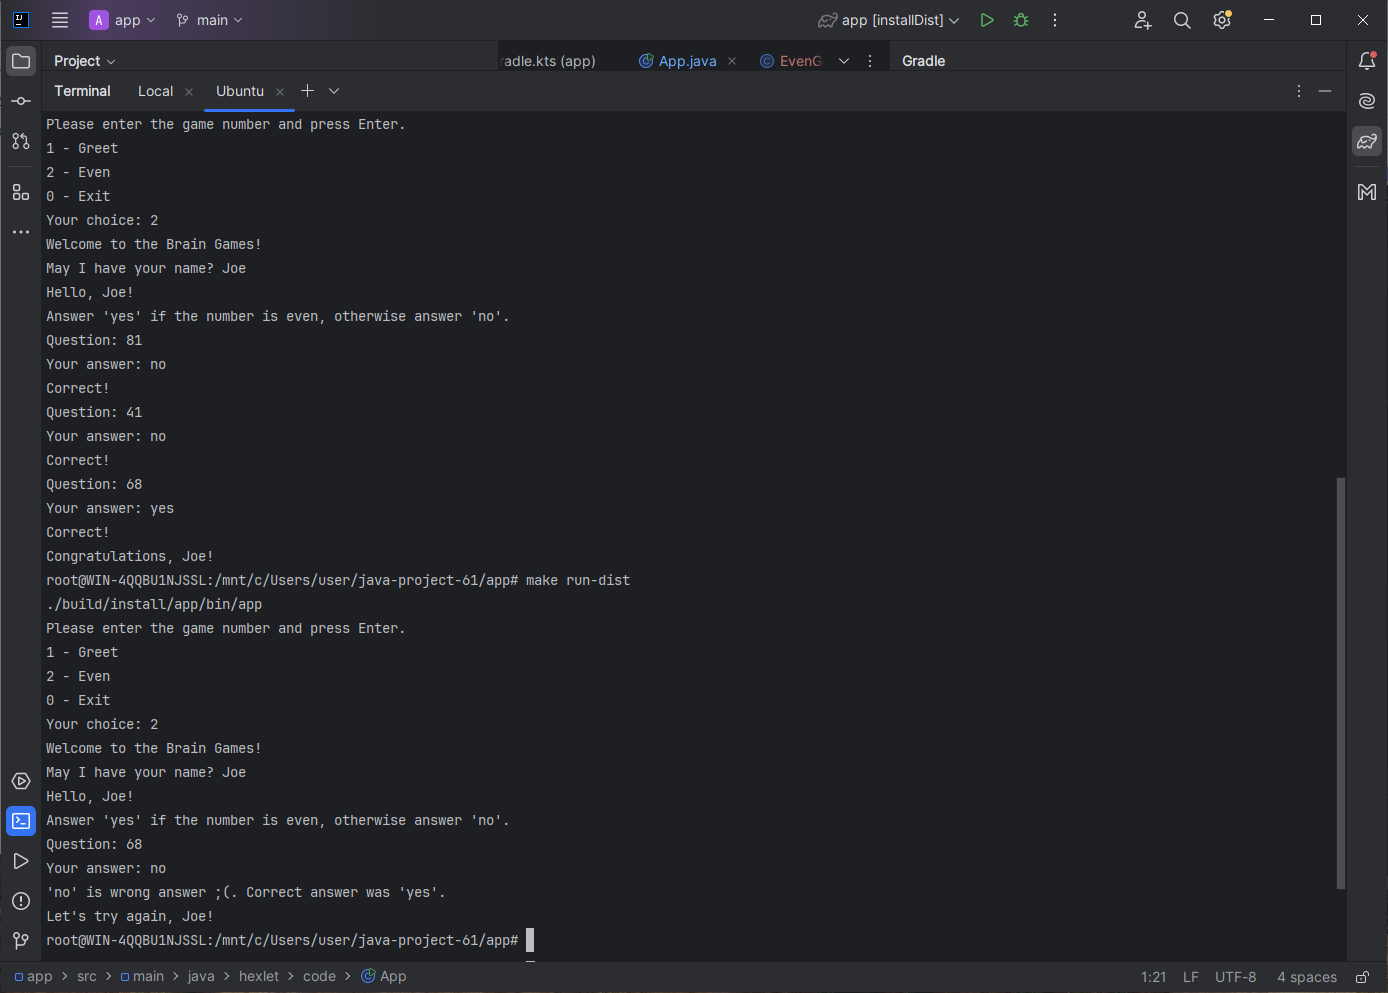 A app main app [installDist]
Project radle.kts (app) App.java EvenG Gradle
Terminal Local Ubuntu
Please enter the game number and press Enter.
1 - Greet
2 - Even
0 - Exit
Your choice: 2
Welcome to the Brain Games!
May I have your name? Joe
Hello, Joe!
Answer 'yes' if the number is even, otherwise answer 'no'.
Question: 81
Your answer: no
Correct!
Question: 41
Your answer: no
Correct!
Question: 68
Your answer: yes
Correct!
Congratulations, Joe!
root@WIN-4QQBU1NJSSL:/mnt/c/Users/user/java-project-61/app# make run-dist
./build/install/app/bin/app
Please enter the game number and press Enter.
1 - Greet
2 - Even
0 - Exit
Your choice: 2
Welcome to the Brain Games!
May I have your name? Joe
Hello, Joe!
Answer 'yes' if the number is even, otherwise answer 'no'.
Question: 68
Your answer: no
'no' is wrong answer ;(. Correct answer was 'yes'.
Let's try again, Joe!
root@WIN-4QQBU1NJSSL:/mnt/c/Users/user/java-project-61/app#
app > src > main > java > hexlet > code > App 1:21 LF UTF-8 4 spaces